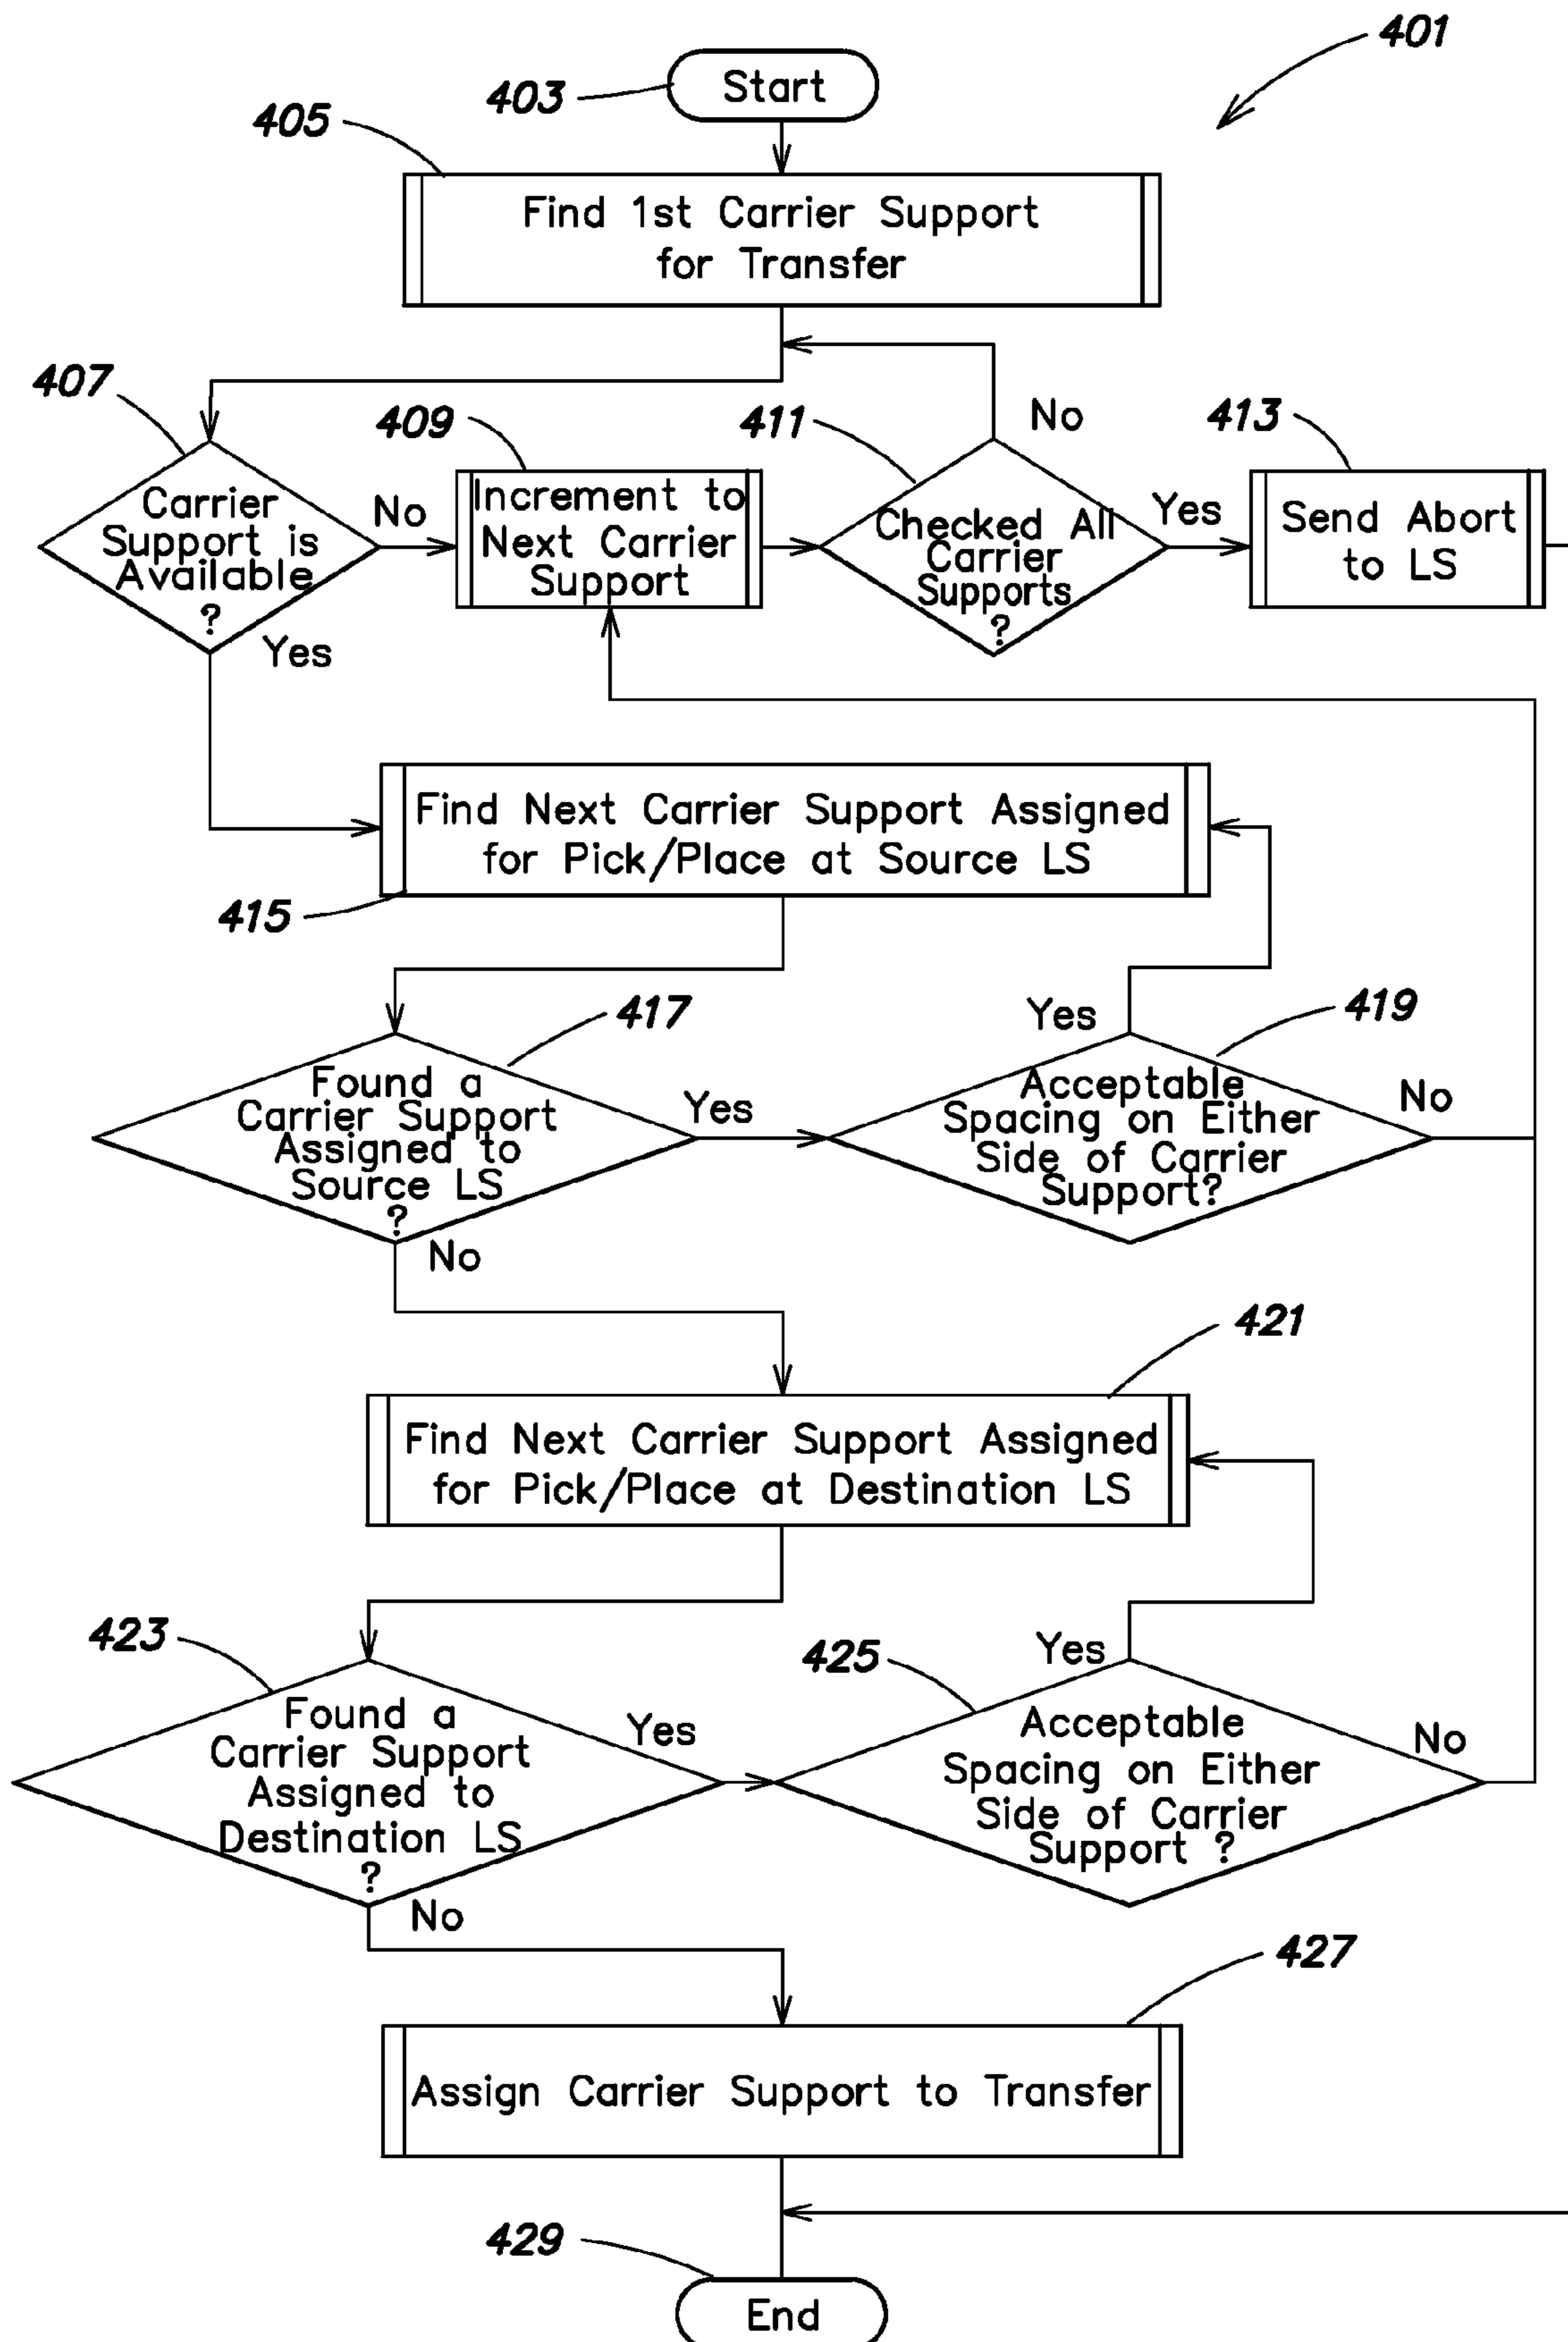 401
403
Start
405
Find 1st Carrier Support
for Transfer
407
409
411
No
413
Carrier
Support is
Available
?
No
Increment to
Next Carrier
Support
Checked All
Carrier
Supports
?
Yes
Send Abort
to LS
Yes
Find Next Carrier Support Assigned
for Pick/Place at Source LS
415
417
Yes
419
Found a
Carrier Support
Assigned to
Source LS
?
Yes
Acceptable
Spacing on Either
Side of Carrier
Support?
No
No
421
Find Next Carrier Support Assigned
for Pick/Place at Destination LS
423
425
Yes
Found a
Carrier Support
Assigned to
Destination LS
?
Yes
Acceptable
Spacing on Either
Side of Carrier
Support ?
No
No
427
Assign Carrier Support to Transfer
429
End